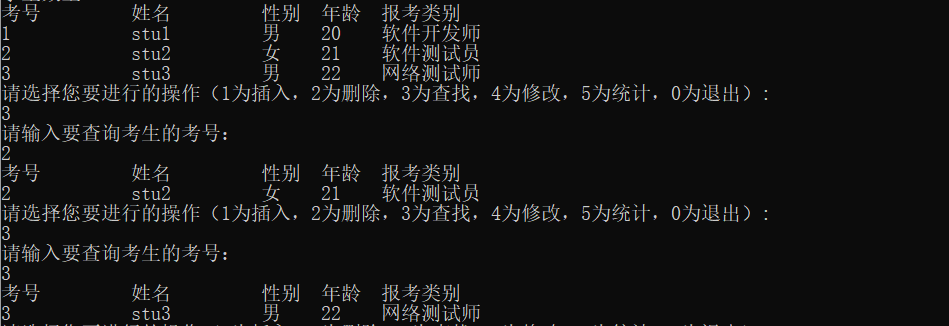 考号 姓名 性别 年龄 报考类别
1 stu1 男 20 软件开发师
2 stu2 女 21 软件测试员
3 stu3 男 22 网络测试师
请选择您要进行的操作（1为插入，2为删除，3为查找，4为修改，5为统计，0为退出）：
3
请输入要查询考生的考号：
2
考号 姓名 性别 年龄 报考类别
2 stu2 女 21 软件测试员
请选择您要进行的操作（1为插入，2为删除，3为查找，4为修改，5为统计，0为退出）：
3
请输入要查询考生的考号：
3
考号 姓名 性别 年龄 报考类别
3 stu3 男 22 网络测试师